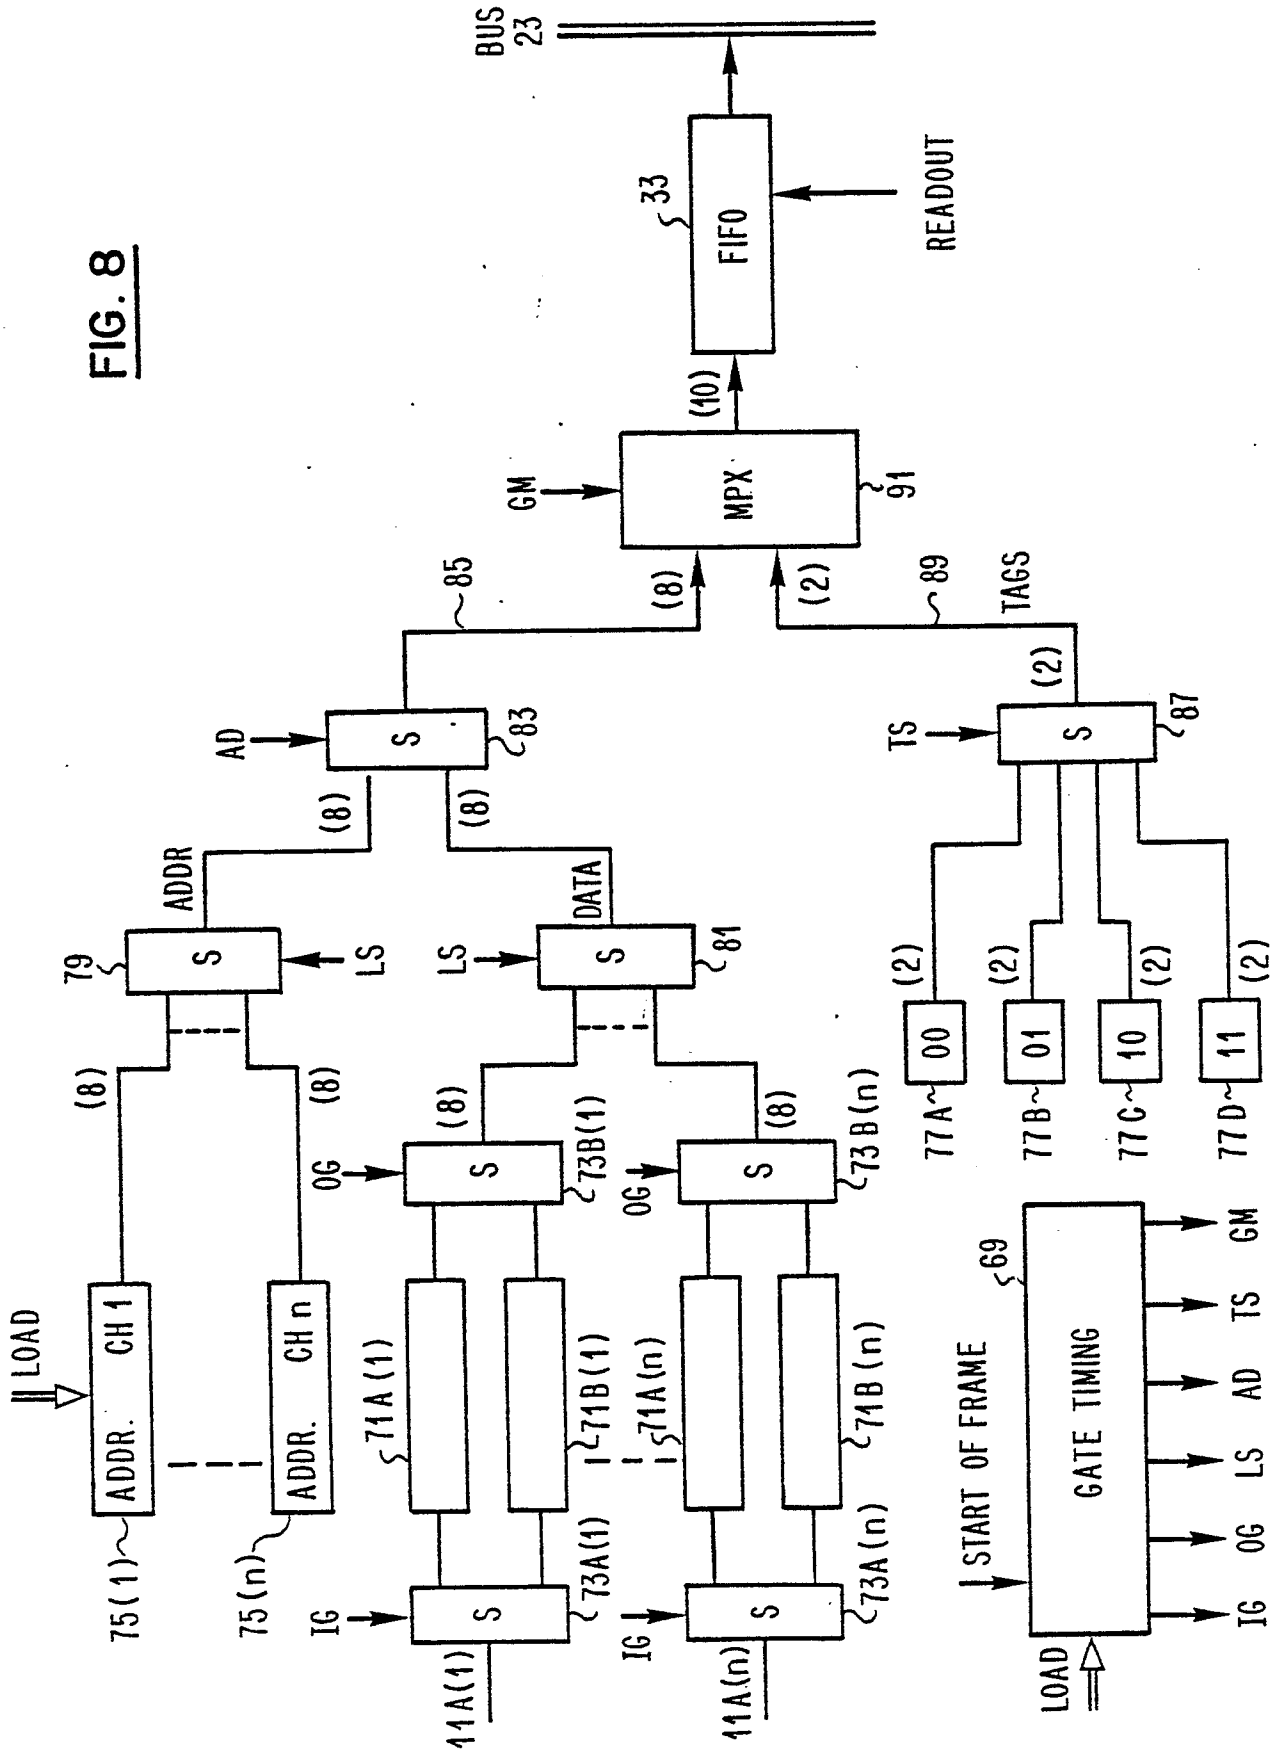 FIG. 8
LOAD
75(1)
ADDR. CH 1
(8)
79
S
LS
ADDR
(8)
75(n)
ADDR. CH n
(8)
AD
S
83
85
(8)
GM
MPX
91
(10)
33
FIFO
READOUT
BUS
23
11A(1)
IG
S
73A(1)
71A(1)
71B(1)
OG
S
73B(1)
(8)
LS
S
81
DATA
(8)
11A(n)
IG
S
73A(n)
71A(n)
71B(n)
OG
S
73B(n)
(8)
77A
00
(2)
77B
01
(2)
77C
10
(2)
77D
11
(2)
TS
S
87
(2)
TAGS
89
(2)
LOAD
START OF FRAME
69
GATE TIMING
IG
OG
LS
AD
TS
GM